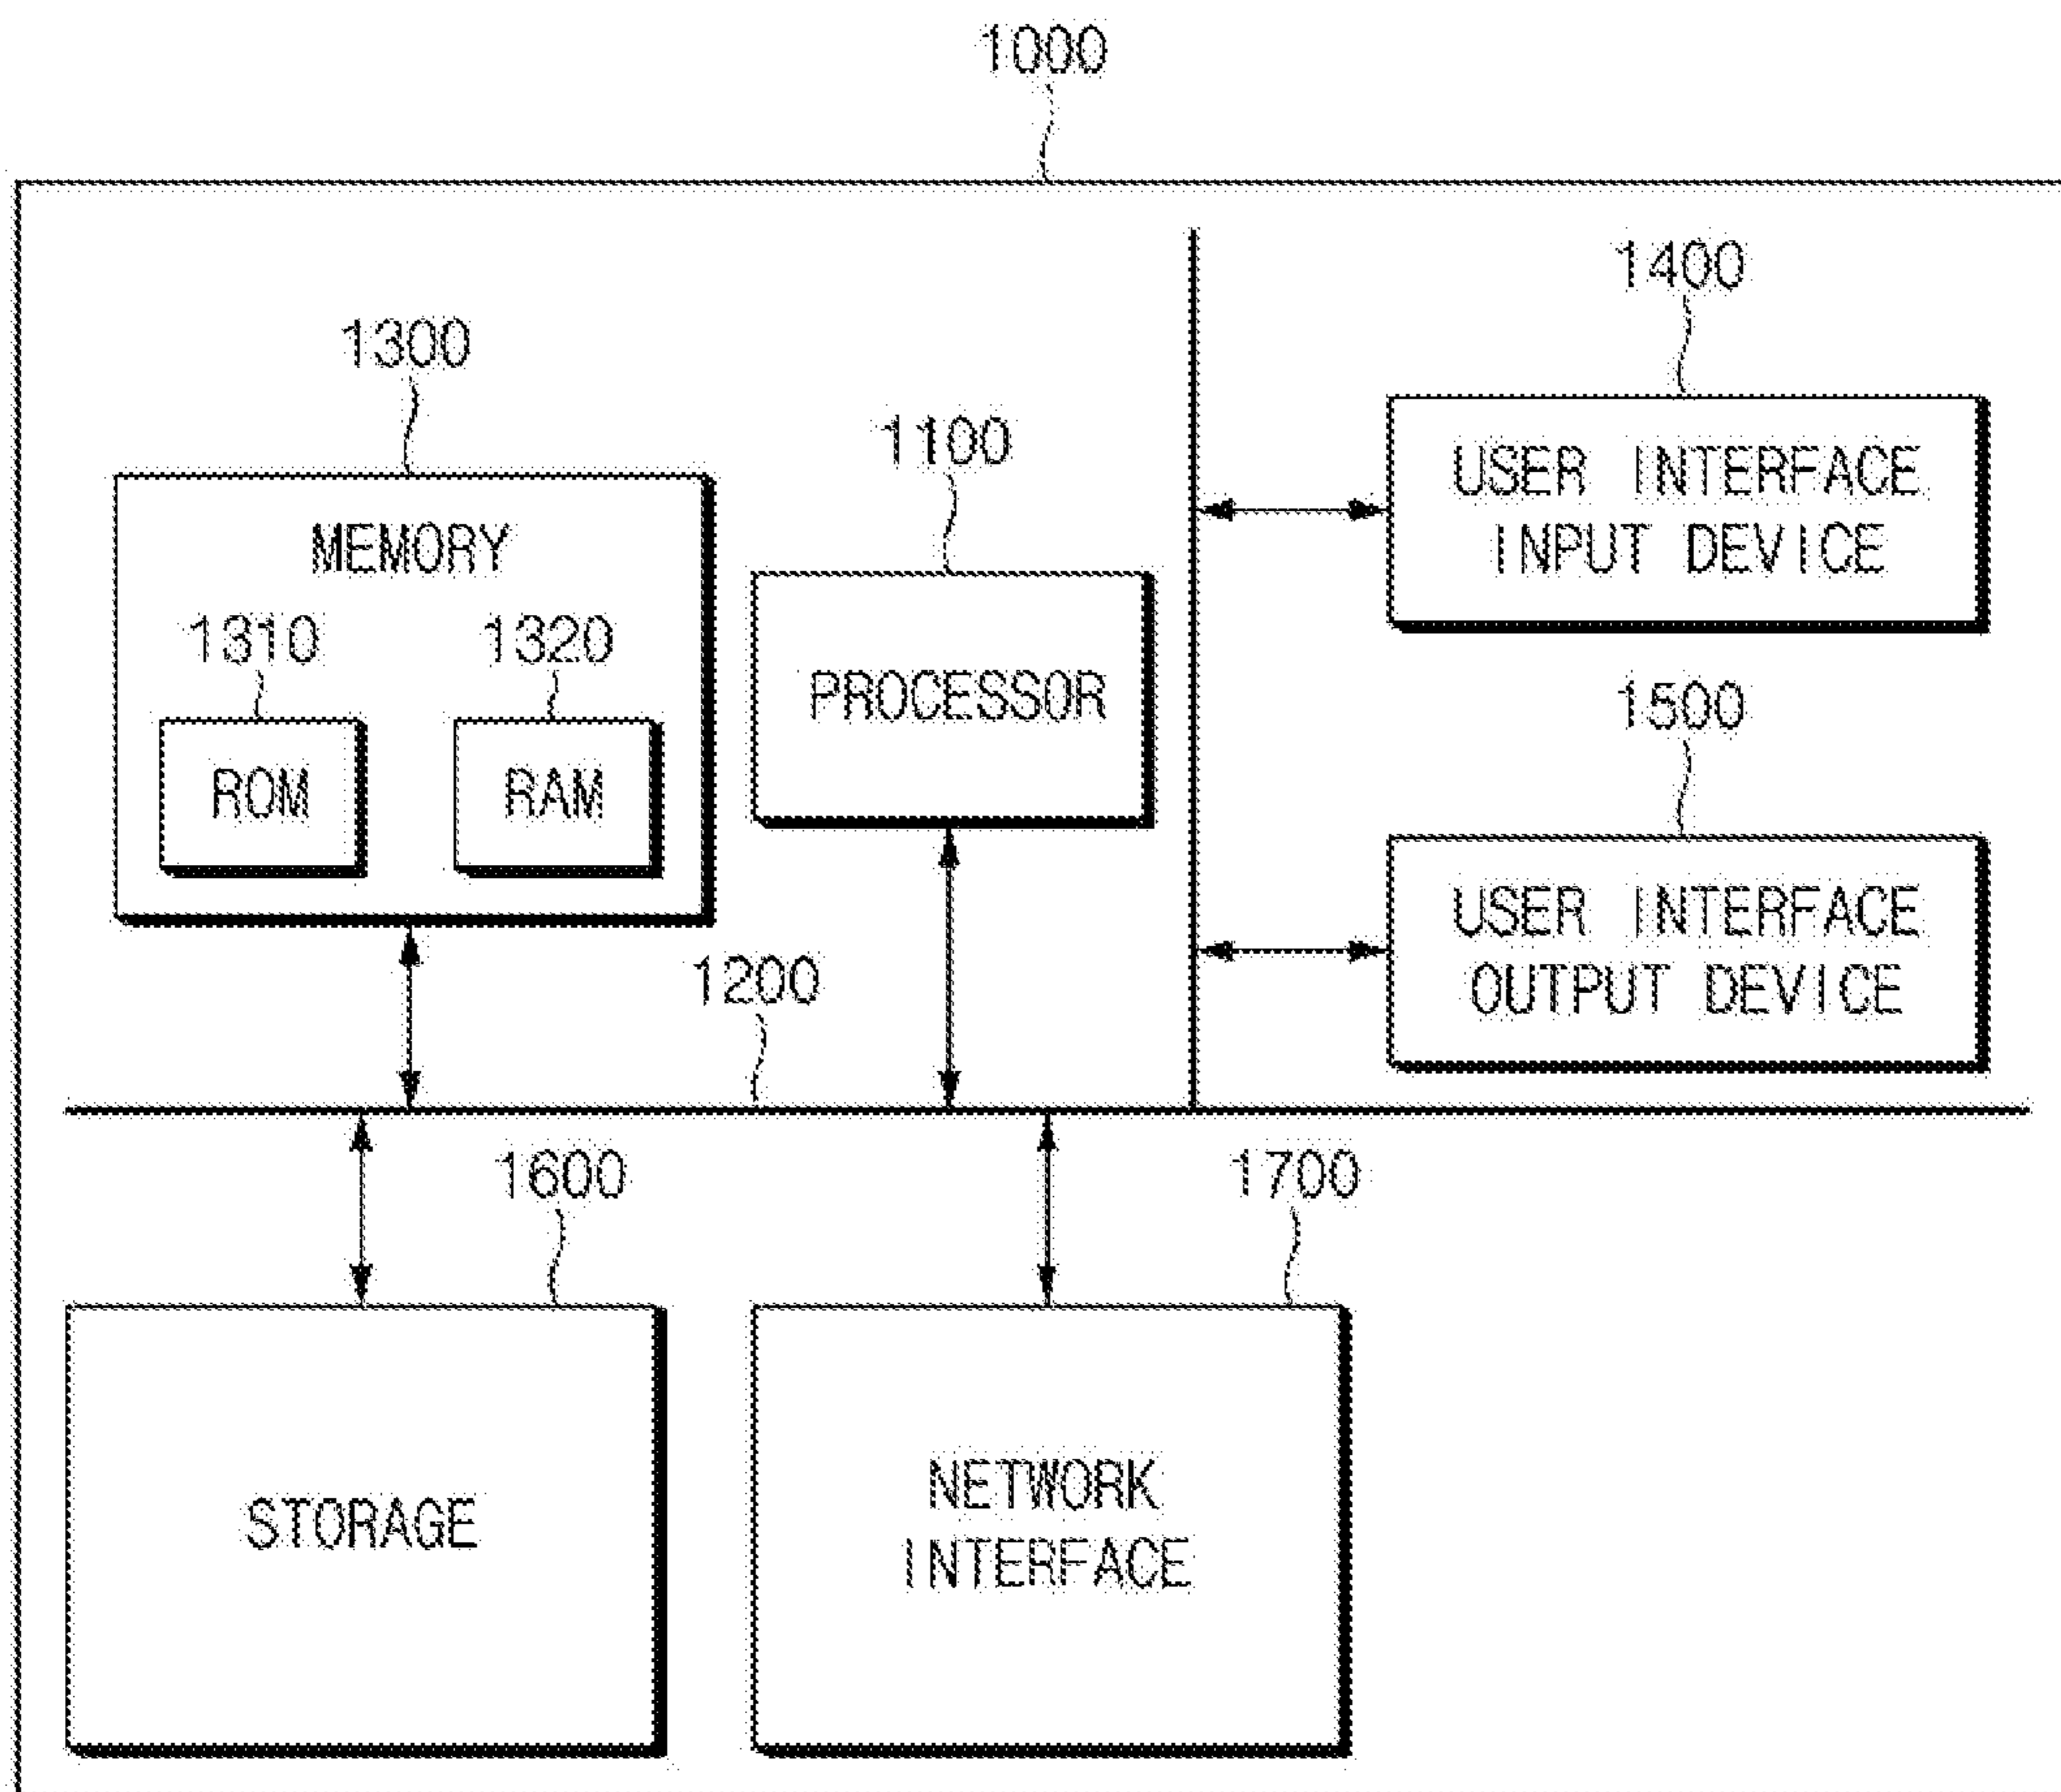 1000
1400
1300
1100
USER INTERFACE
INPUT DEVICE
MEMORY
1310
1320
PROCESSOR
1500
ROM
RAM
USER INTERFACE
OUTPUT DEVICE
1200
1600
1700
STORAGE
NETWORK
INTERFACE